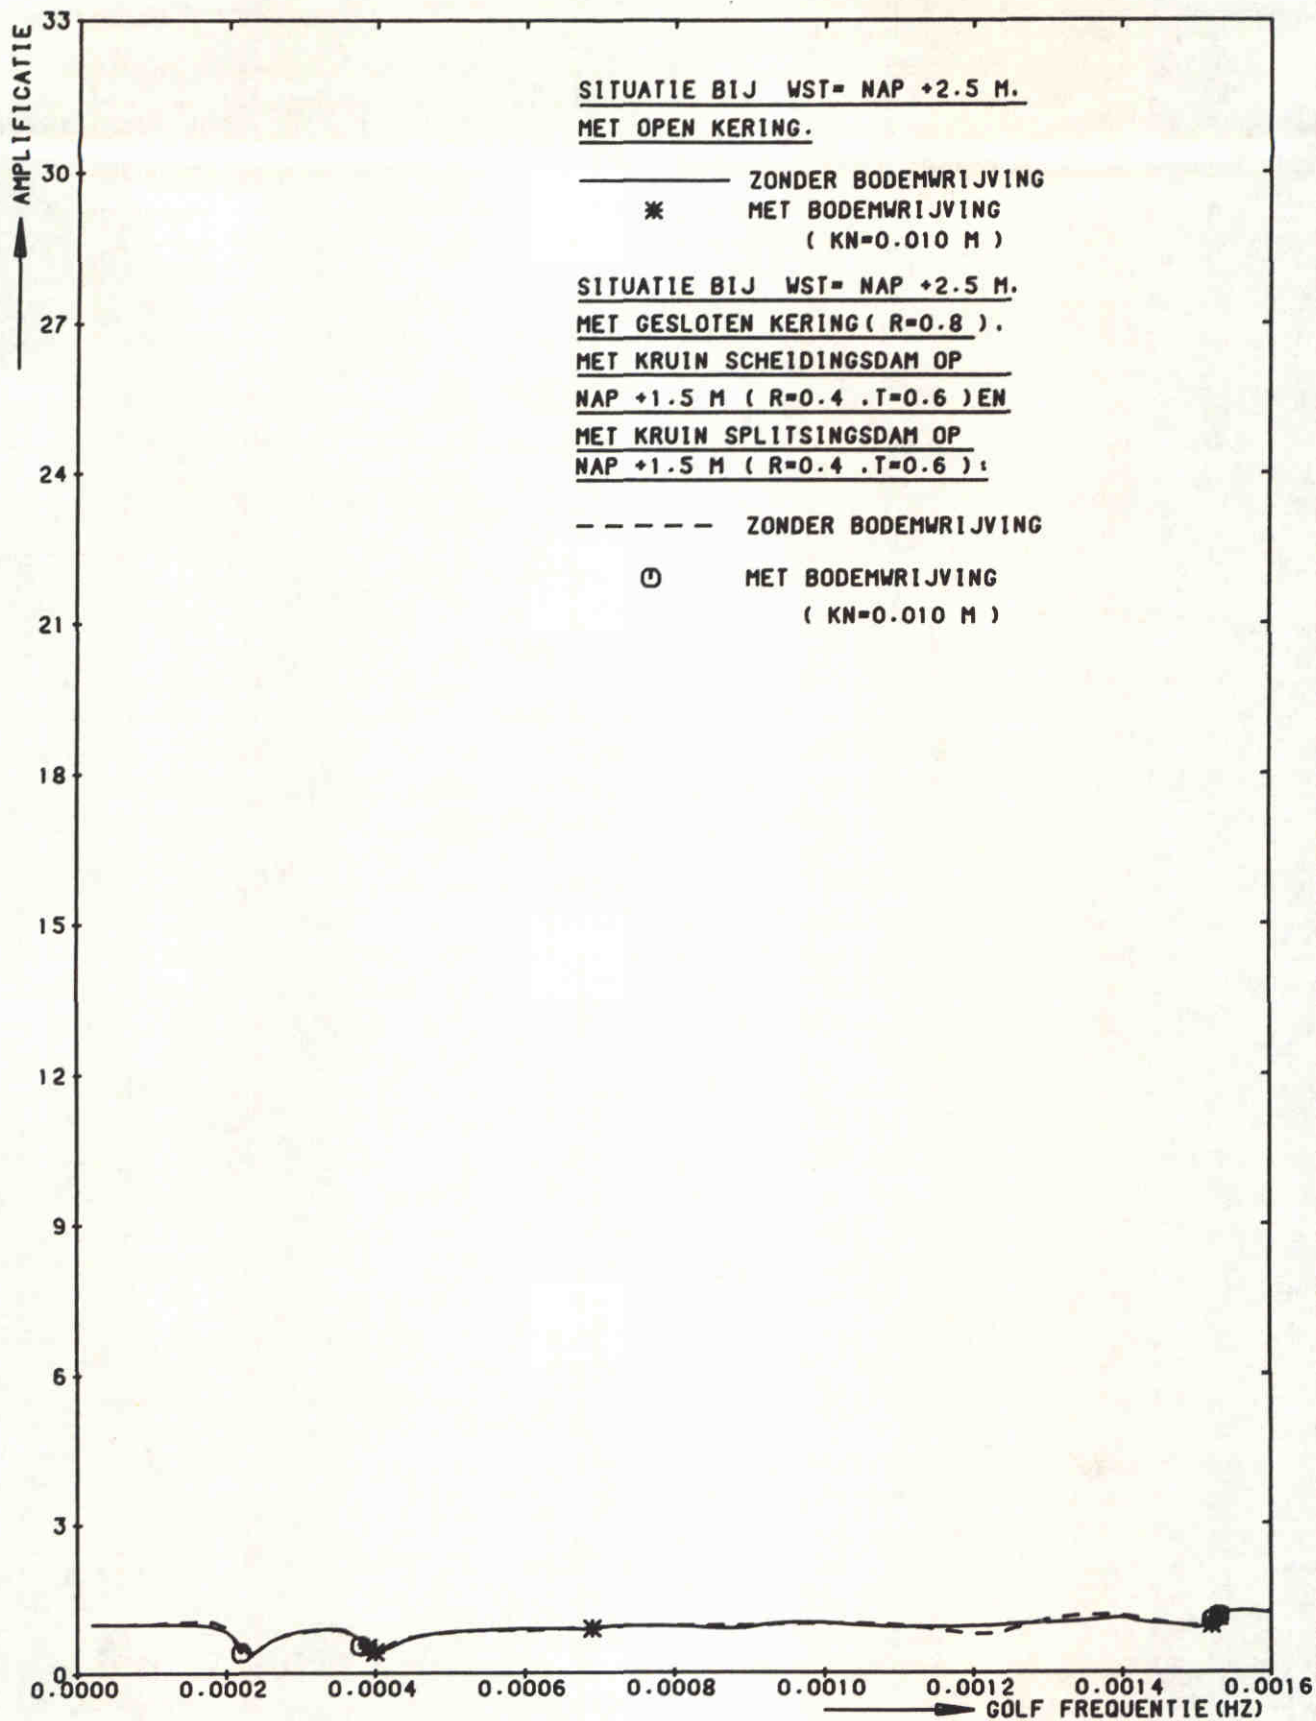 AMPLIFICATIE
33
30
27
24
21
18
15
12
9
6
3
0
SITUATIE BIJ WST= NAP +2.5 M.
MET OPEN KERING.
ZONDER BODEMWRIJVING
MET BODEMWRIJVING
( KN=0.010 M )
SITUATIE BIJ WST= NAP +2.5 M.
MET GESLOTEN KERING( R=0.8 ).
MET KRUIN SCHEIDINGSDAM OP
NAP +1.5 M ( R=0.4 .T=0.6 )EN
MET KRUIN SPLITSINGSDAM OP
NAP +1.5 M ( R=0.4 .T=0.6 ):
ZONDER BODEMWRIJVING
MET BODEMWRIJVING
( KN=0.010 M )
0.0000 0.0002 0.0004 0.0006 0.0008 0.0010 0.0012 0.0014 0.0016
GOLF FREQUENTIE(HZ)